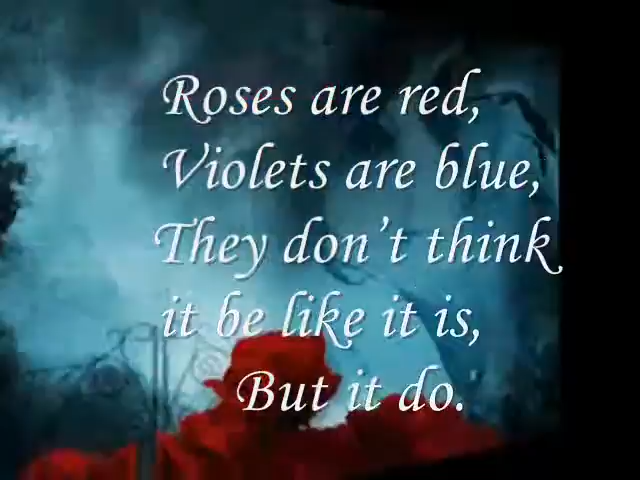 Roses are red,
Violets are blue,
They don't think
it be like it is,
But it do.